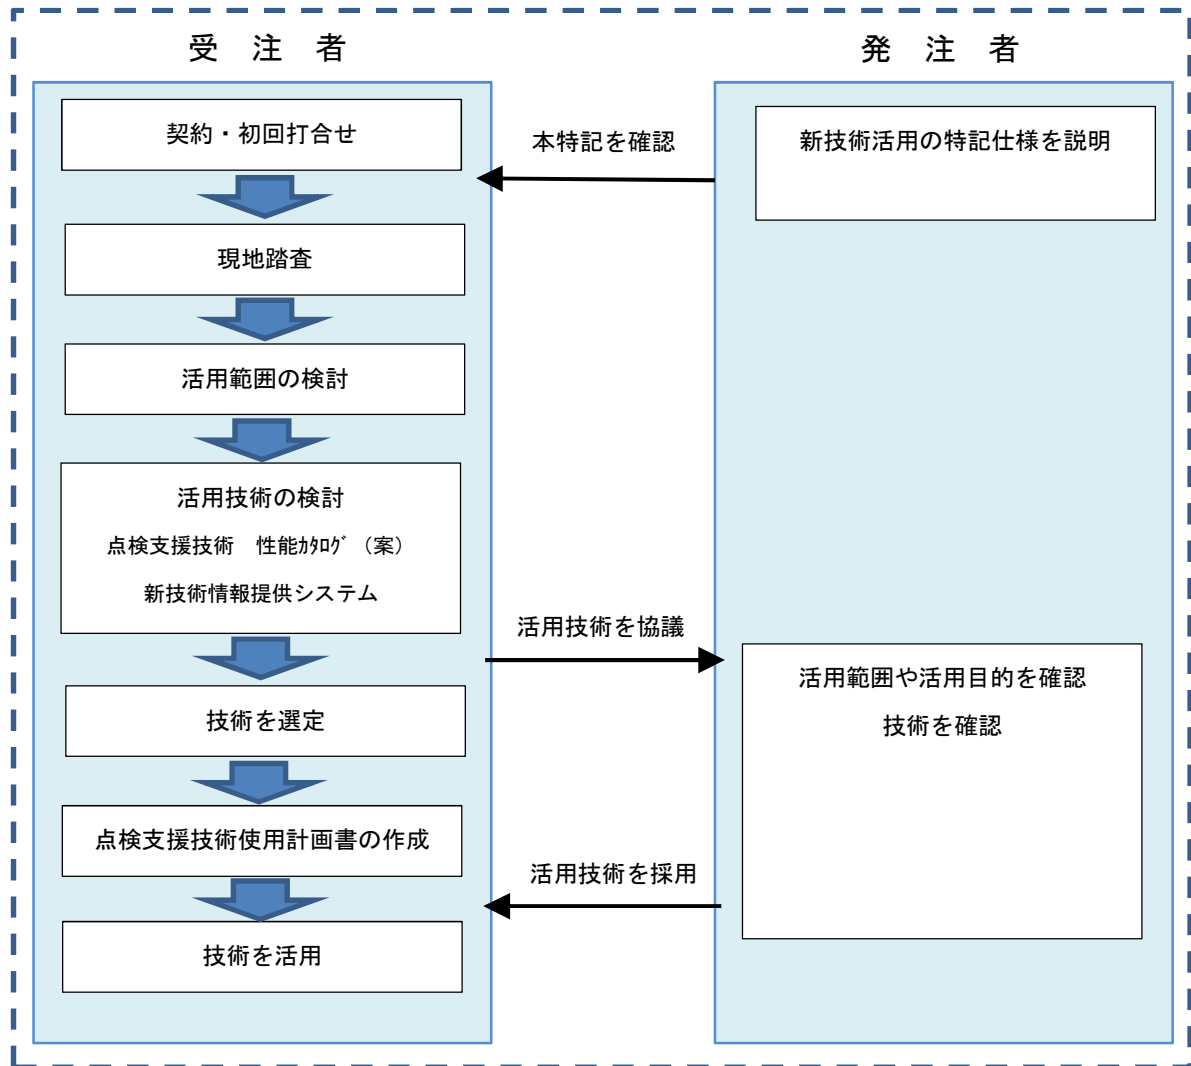 受 注 者
契約・初回打合せ
現地踏査
活用範囲の検討
活用技術の検討
点検支援技術 性能ｶﾀﾛｸﾞ（案）
新技術情報提供システム
技術を選定
点検支援技術使用計画書の作成
技術を活用
本特記を確認
活用技術を協議
活用技術を採用
発 注 者
新技術活用の特記仕様を説明
活用範囲や活用目的を確認
技術を確認